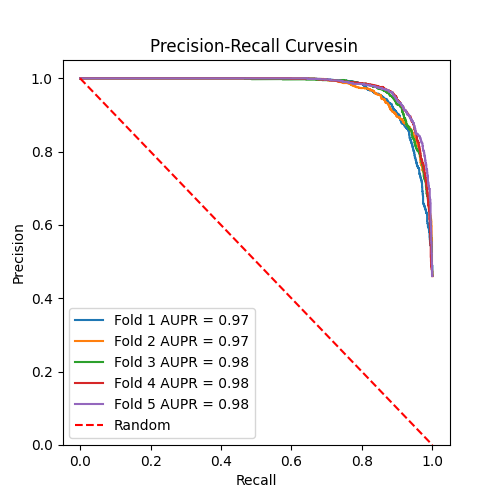 Precision-Recall Curvesin
1.0
0.8
0.6
0.4
0.2
0.0
Precision
Fold 1 AUPR = 0.97
Fold 2 AUPR = 0.97
Fold 3 AUPR = 0.98
Fold 4 AUPR = 0.98
Fold 5 AUPR = 0.98
Random
0.0 0.2 0.4 0.6 0.8 1.0
Recall